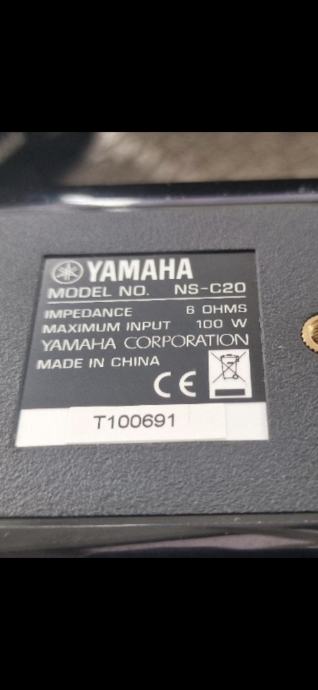 YAMAHA
MODEL NO. NS-C20
IMPEDANCE 6 OHMS
MAXIMUM INPUT 100 W
YAMAHA CORPORATION
MADE IN CHINA
CE
T100691